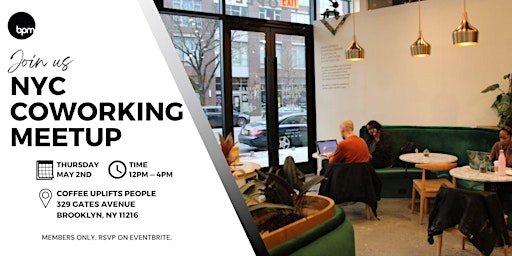 bpm
Join us
NYC
COWORKING
MEETUP
THURSDAY
MAY 2ND
TIME
12PM – 4PM
COFFEE UPLIFTS PEOPLE
329 GATES AVENUE
BROOKLYN, NY 11216
MEMBERS ONLY. RSVP ON EVENTBRITE.
EXIT